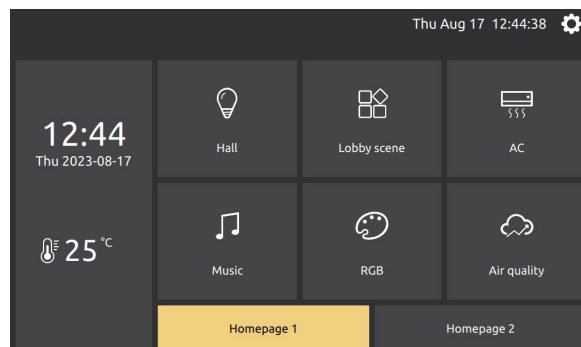 Thu Aug 17 12:44:38
12:44
Thu 2023-08-17
25 °C
Hall
Lobby scene
AC
Music
RGB
Air quality
Homepage 1
Homepage 2